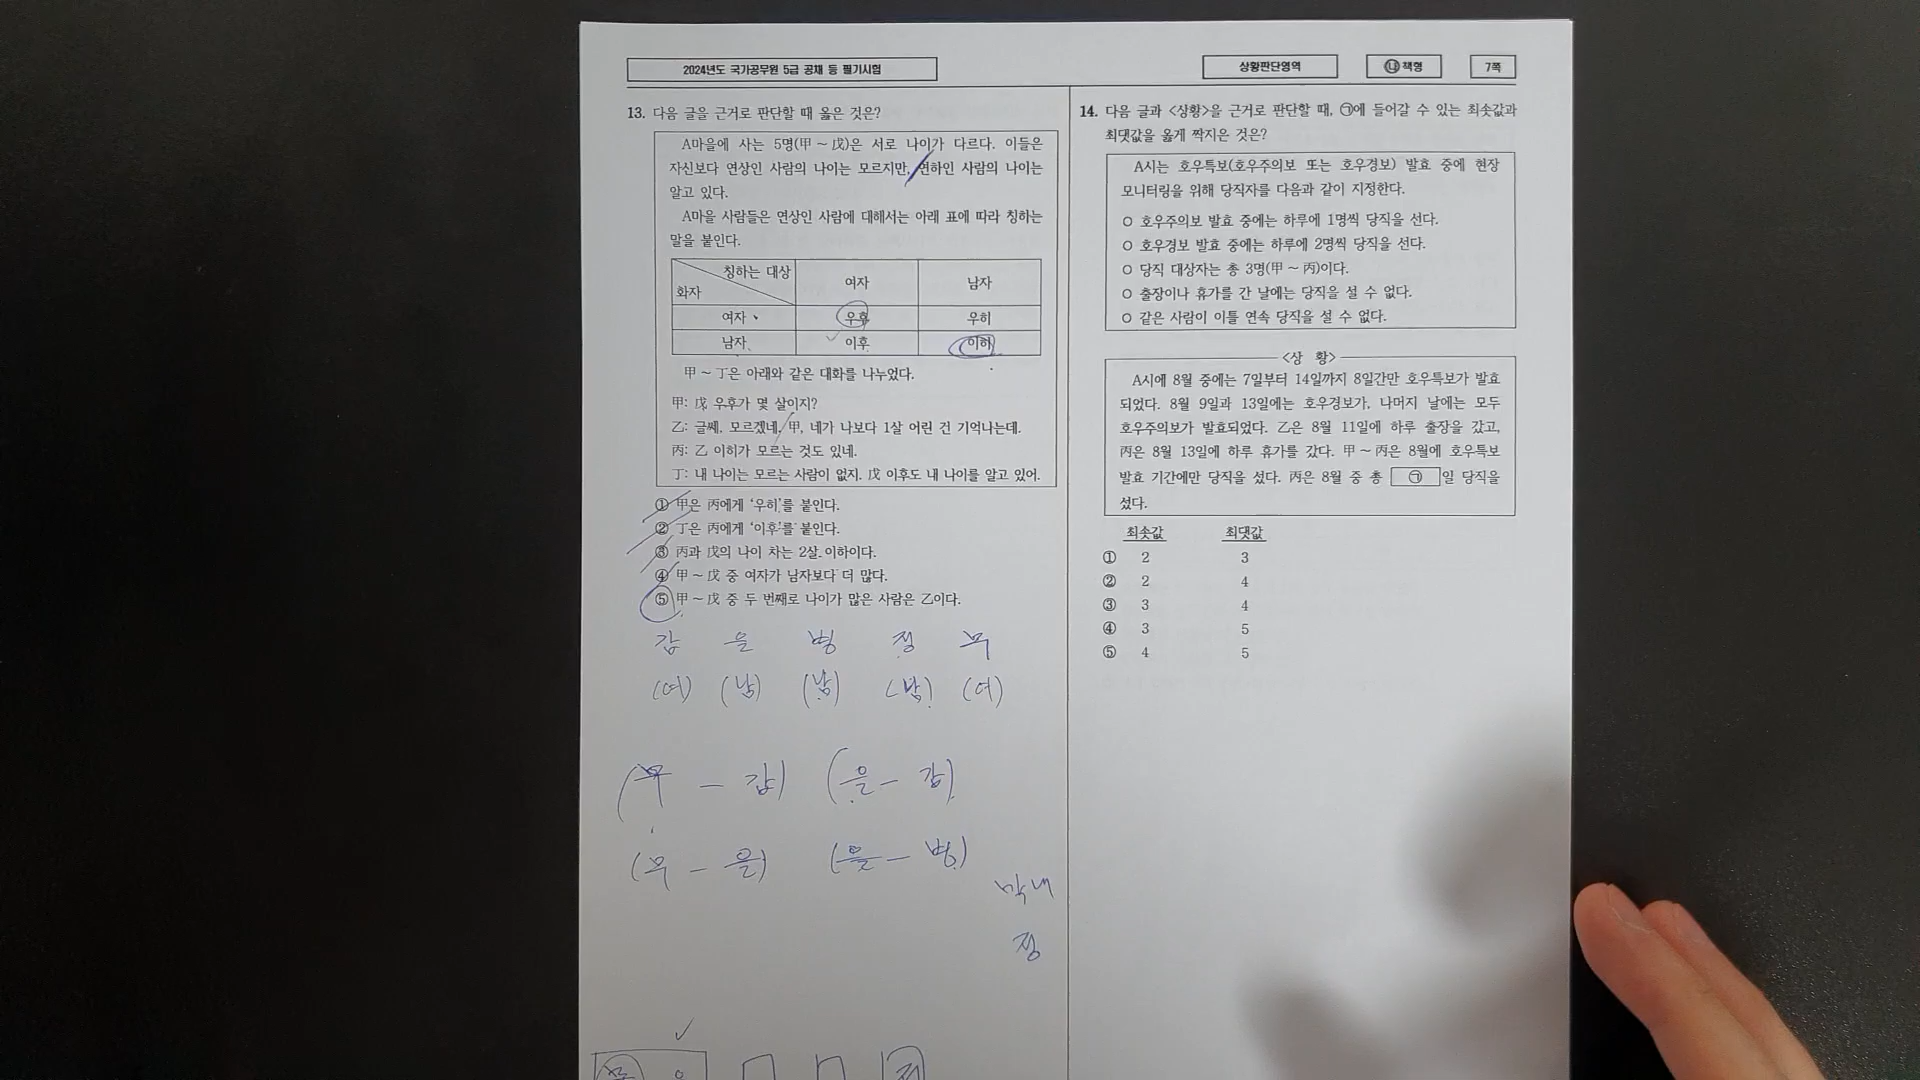 2024년도 국가공무원 5급 공채 등 필기시험
상황판단영역
㉯ 책형
7쪽
13. 다음 글을 근거로 판단할 때 옳은 것은?
A마을에 사는 5명(甲～戊)은 서로 나이가 다르다. 이들은
자신보다 연상인 사람의 나이는 모르지만, 연하인 사람의 나이는
알고 있다.
A마을 사람들은 연상인 사람에 대해서는 아래 표에 따라 칭하는
말을 붙인다.
칭하는 대상
화자
여자
남자
여자
우후
우히
남자
이후
이히
甲～丁은 아래와 같은 대화를 나누었다.
甲: 戊 우후가 몇 살이지?
乙: 글쎄, 모르겠네. 甲, 네가 나보다 1살 어린 건 기억나는데.
丙: 乙 이히가 모르는 것도 있네.
丁: 내 나이는 모르는 사람이 없지. 戊 이후도 내 나이를 알고 있어.
① 甲은 丙에게 '우히'를 붙인다.
② 丁은 丙에게 '이후'를 붙인다.
③ 丙과 戊의 나이 차는 2살 이하이다.
④ 甲～戊 중 여자가 남자보다 더 많다.
⑤ 甲～戊 중 두 번째로 나이가 많은 사람은 乙이다.
갑 을 병 정 무
(여) (남) (남) (남) (여)
(무 - 갑) (을 - 갑)
(무 - 을) (을 - 병)
막내
정
무 을 정
14. 다음 글과 <상황>을 근거로 판단할 때, ㉠에 들어갈 수 있는 최솟값과
최댓값을 옳게 짝지은 것은?
A시는 호우특보(호우주의보 또는 호우경보) 발효 중에 현장
모니터링을 위해 당직자를 다음과 같이 지정한다.
○ 호우주의보 발효 중에는 하루에 1명씩 당직을 선다.
○ 호우경보 발효 중에는 하루에 2명씩 당직을 선다.
○ 당직 대상자는 총 3명(甲～丙)이다.
○ 출장이나 휴가를 간 날에는 당직을 설 수 없다.
○ 같은 사람이 이틀 연속 당직을 설 수 없다.
<상 황>
A시에 8월 중에는 7일부터 14일까지 8일간만 호우특보가 발효
되었다. 8월 9일과 13일에는 호우경보가, 나머지 날에는 모두
호우주의보가 발효되었다. 乙은 8월 11일에 하루 출장을 갔고,
丙은 8월 13일에 하루 휴가를 갔다. 甲～丙은 8월에 호우특보
발효 기간에만 당직을 섰다. 丙은 8월 중 총 ㉠ 일 당직을
섰다.
최솟값 최댓값
① 2 3
② 2 4
③ 3 4
④ 3 5
⑤ 4 5